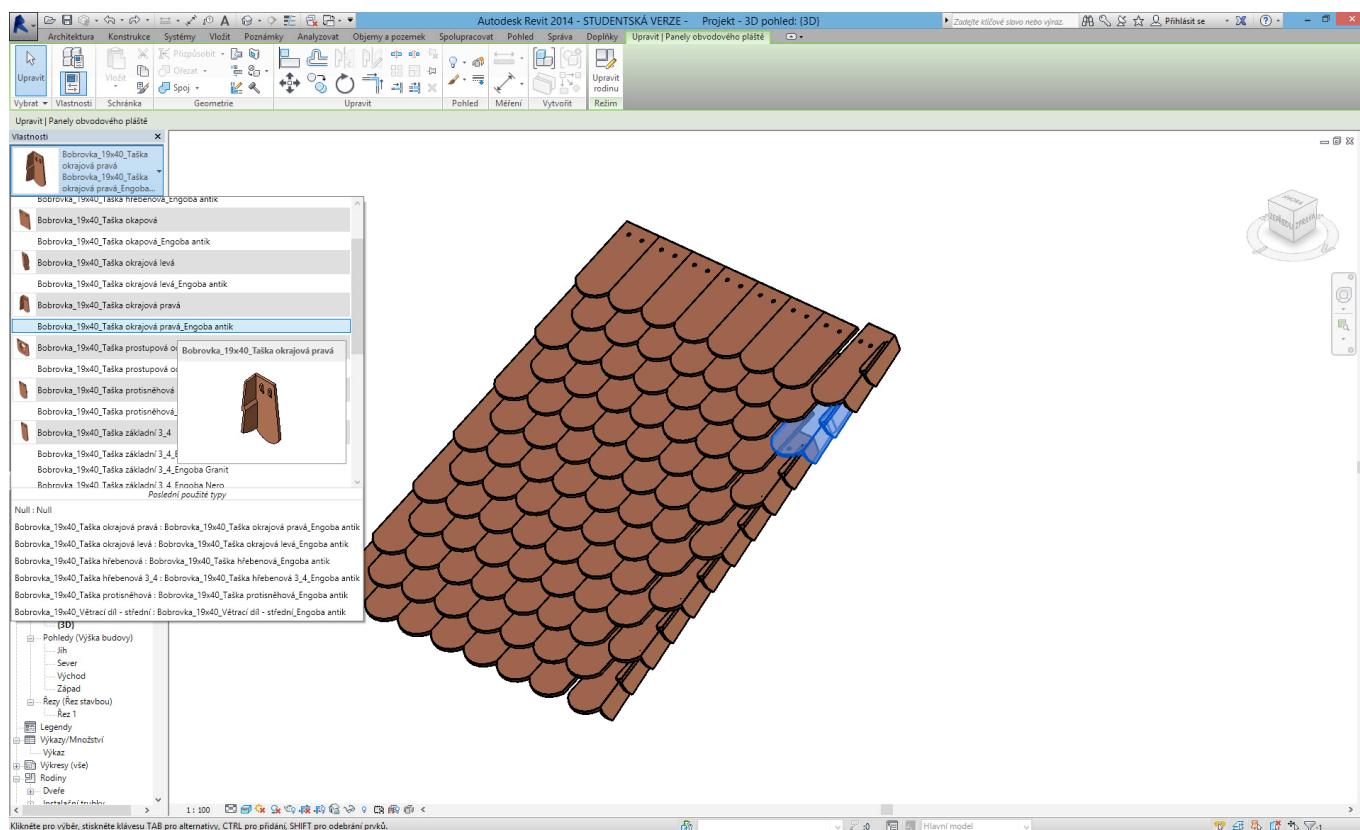 Autodesk Revit 2014 - STUDENTSKÁ VERZE - Projekt - 3D pohled: {3D}
Zadejte klíčové slovo nebo výraz
Přihlásit se
Architektura Konstrukce Systémy Vložit Poznámky Analyzovat Objemy a pozemek Spolupracovat Pohled Správa Doplňky Upravit | Panely obvodového pláště
Upravit
Vložit
Přizpůsobit
Ořezat
Spoj
Upravit
rodinu
Vybrat Vlastnosti Schránka Geometrie Upravit Pohled Měření Vytvořit Režim
Upravit | Panely obvodového pláště
Vlastnosti
Bobrovka_19x40_Taška
okrajová pravá
Bobrovka_19x40_Taška
okrajová pravá_Engoba...
Bobrovka_19x40_Taška hřebenová_Engoba antik
Bobrovka_19x40_Taška okapová
Bobrovka_19x40_Taška okapová_Engoba antik
Bobrovka_19x40_Taška okrajová levá
Bobrovka_19x40_Taška okrajová levá_Engoba antik
Bobrovka_19x40_Taška okrajová pravá
Bobrovka_19x40_Taška okrajová pravá_Engoba antik
Bobrovka_19x40_Taška prostupová
Bobrovka_19x40_Taška okrajová pravá
Bobrovka_19x40_Taška prostupová
Bobrovka_19x40_Taška protisněhová
Bobrovka_19x40_Taška protisněhová_
Bobrovka_19x40_Taška základní 3_4
Bobrovka_19x40_Taška základní 3_4_E
Bobrovka_19x40_Taška základní 3_4_Engoba Granit
Bobrovka_19x40_Taška základní 3_4_Engoba Nero
Poslední použité typy
Null : Null
Bobrovka_19x40_Taška okrajová pravá : Bobrovka_19x40_Taška okrajová pravá_Engoba antik
Bobrovka_19x40_Taška okrajová levá : Bobrovka_19x40_Taška okrajová levá_Engoba antik
Bobrovka_19x40_Taška hřebenová : Bobrovka_19x40_Taška hřebenová_Engoba antik
Bobrovka_19x40_Taška hřebenová 3_4 : Bobrovka_19x40_Taška hřebenová 3_4_Engoba antik
Bobrovka_19x40_Taška protisněhová : Bobrovka_19x40_Taška protisněhová_Engoba antik
Bobrovka_19x40_Větrací díl - střední : Bobrovka_19x40_Větrací díl - střední_Engoba antik
{3D}
Pohledy (Výška budovy)
Jih
Sever
Východ
Západ
Řezy (Řez stavbou)
Řez 1
Legendy
Výkazy/Množství
Výkaz
Výkresy (vše)
Rodiny
Dveře
Instalační trubky
1 : 100
Klikněte pro výběr, stiskněte klávesu TAB pro alternativy, CTRL pro přidání, SHIFT pro odebrání prvků.
:0
Hlavní model
:1